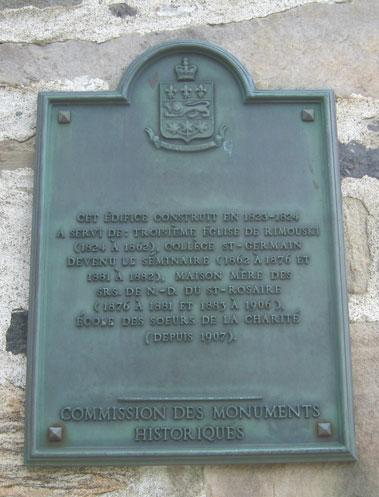 CET ÉDIFICE CONSTRUIT EN 1823-1824
A SERVI DE: TROISIÈME ÉGLISE DE RIMOUSKI
(1824 À 1862), COLLÈGE ST-GERMAIN
DEVENU LE SÉMINAIRE (1862 À 1876 ET
1881 À 1882), MAISON MÈRE DES
SRS. DE N.-D. DU ST-ROSAIRE
(1876 À 1881 ET 1883 À 1906),
ÉCOLE DES SOEURS DE LA CHARITÉ
(DEPUIS 1907).
COMMISSION DES MONUMENTS
HISTORIQUES